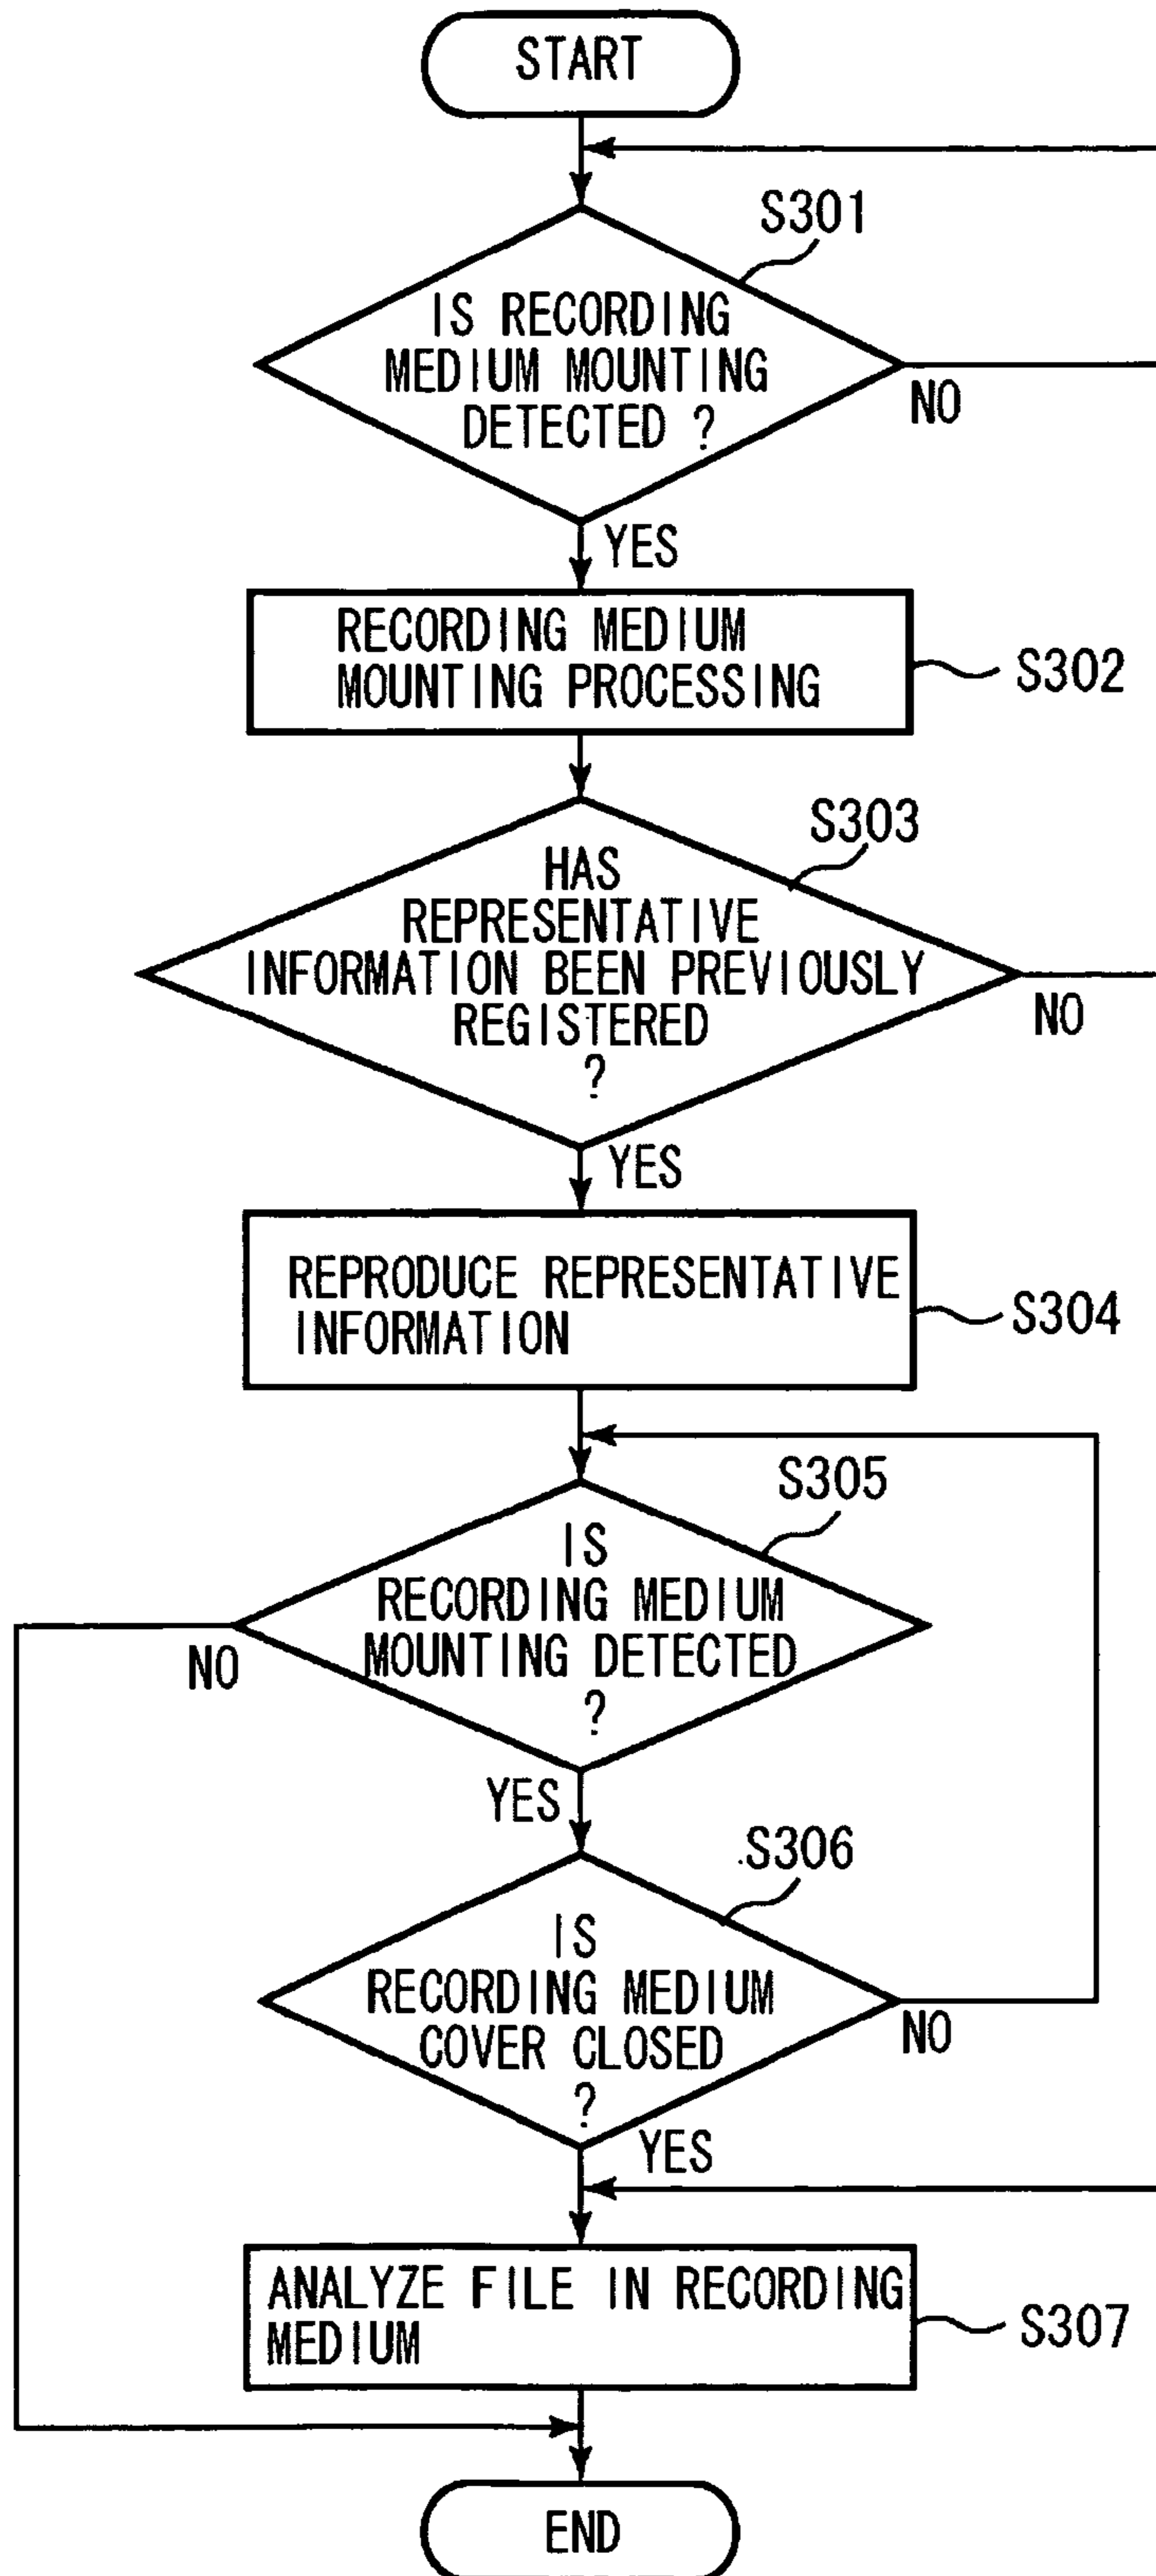 START
S301
IS RECORDING
MEDIUM MOUNTING
DETECTED ?
NO
YES
RECORDING MEDIUM
MOUNTING PROCESSING
S302
S303
HAS
REPRESENTATIVE
INFORMATION BEEN PREVIOUSLY
REGISTERED
?
NO
YES
REPRODUCE REPRESENTATIVE
INFORMATION
S304
S305
IS
RECORDING MEDIUM
MOUNTING DETECTED
?
NO
YES
S306
IS
RECORDING MEDIUM
COVER CLOSED
?
NO
YES
ANALYZE FILE IN RECORDING
MEDIUM
S307
END